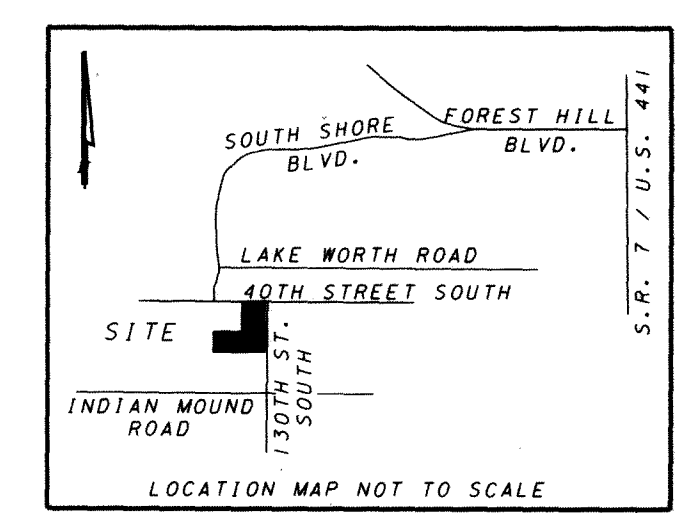 SOUTH SHORE
BLVD.
FOREST HILL
BLVD.
S.R. 7 / U.S. 441
LAKE WORTH ROAD
40TH STREET SOUTH
SITE
130TH ST.
SOUTH
INDIAN MOUND
ROAD
LOCATION MAP NOT TO SCALE